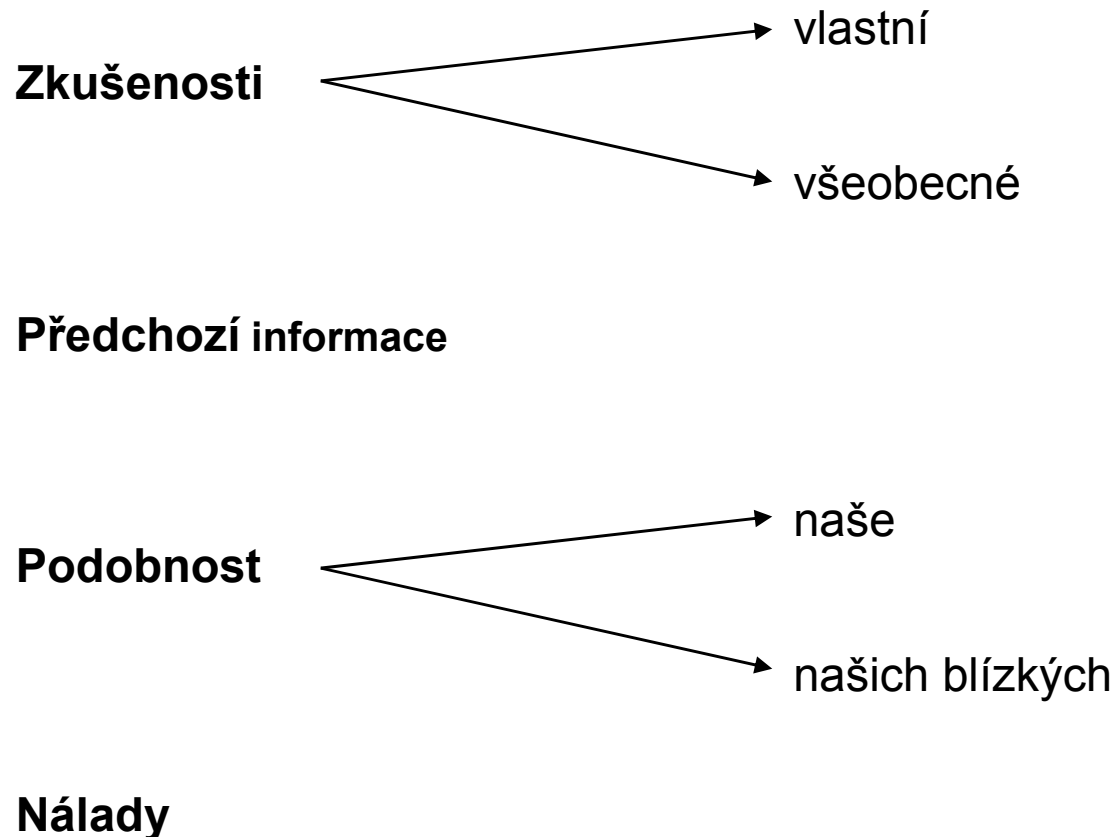 vlastní
Zkušenosti
všeobecné
Předchozí informace
naše
Podobnost
našich blízkých
Nálady